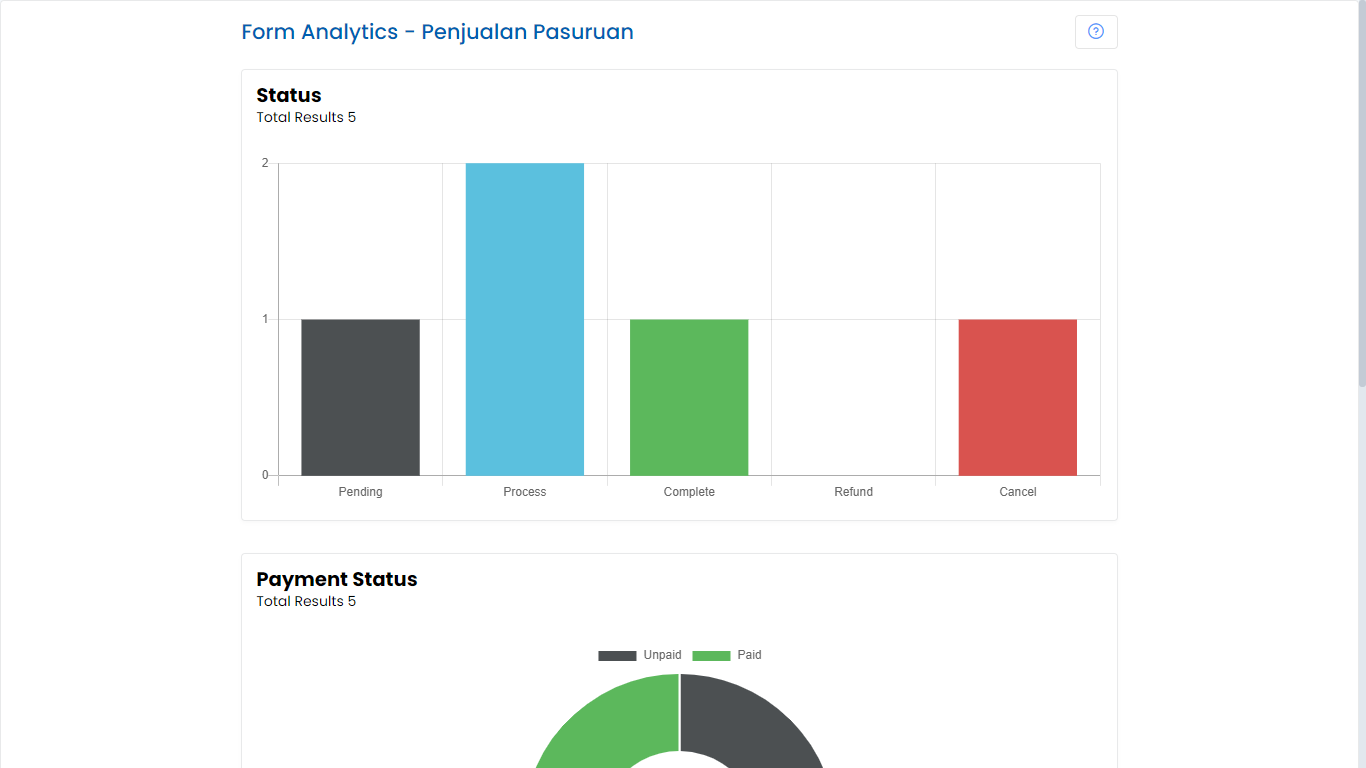 Form Analytics - Penjualan Pasuruan
Status
Total Results 5
2
1
0
Pending Process Complete Refund Cancel
Payment Status
Total Results 5
Unpaid Paid